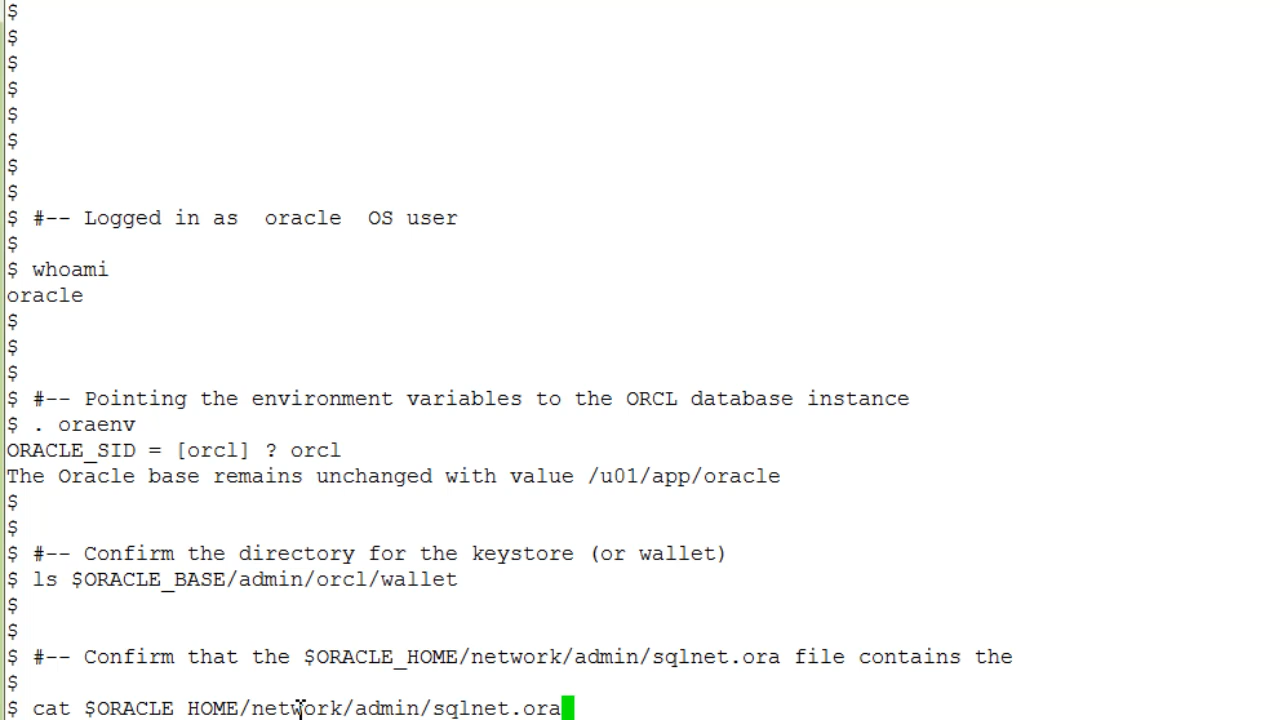 $
$
$
$
$
$
$
$
$ #-- Logged in as  oracle  OS user
$
$ whoami
oracle
$
$
$
$ #-- Pointing the environment variables to the ORCL database instance
$ . oraenv
ORACLE_SID = [orcl] ? orcl
The Oracle base remains unchanged with value /u01/app/oracle
$
$
$ #-- Confirm the directory for the keystore (or wallet)
$ ls $ORACLE_BASE/admin/orcl/wallet
$
$
$ #-- Confirm that the $ORACLE_HOME/network/admin/sqlnet.ora file contains the
$
$ cat $ORACLE_HOME/network/admin/sqlnet.ora